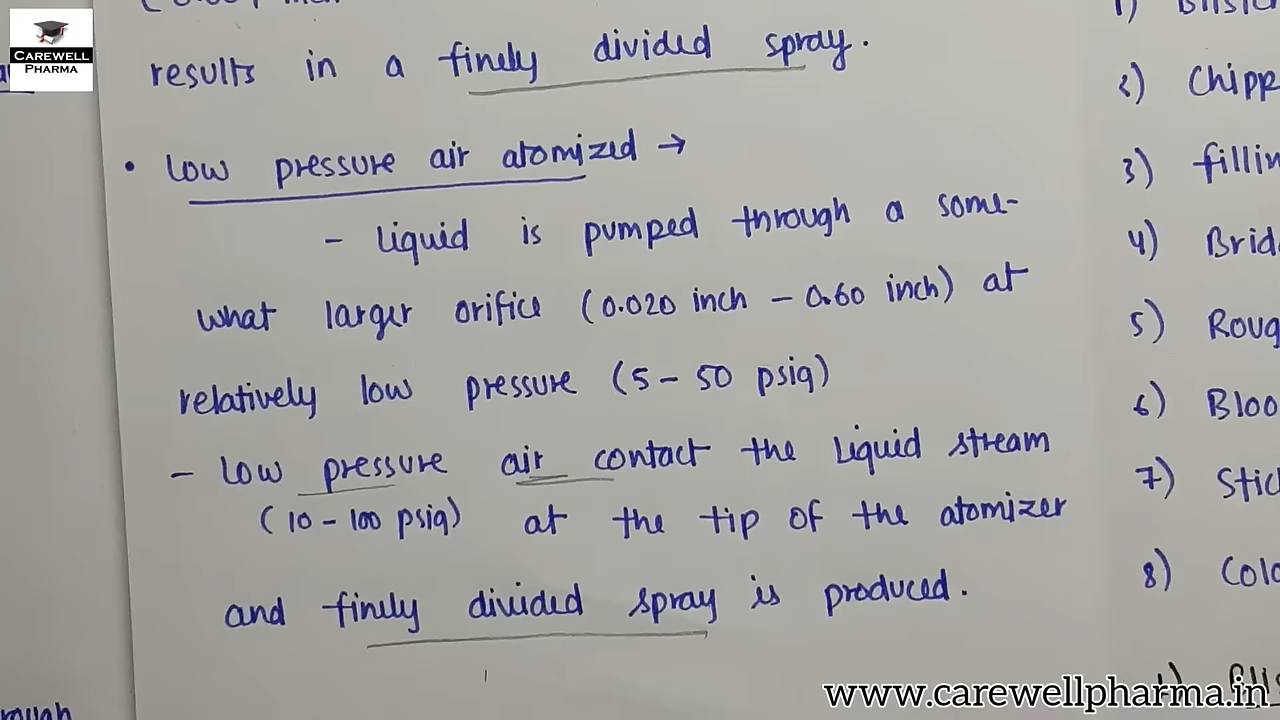 CAREWELL
PHARMA
results in a finely divided spray.
• Low pressure air atomized →
- Liquid is pumped through a some-
what larger orifice (0.020 inch - 0.60 inch) at
relatively low pressure (5 - 50 psig)
- Low pressure air contact the Liquid stream
(10 - 100 psig) at the tip of the atomizer
and finely divided spray is produced.
1)
2) Chipp
3) fillin
4) Brid
5) Roug
6) Bloo
7) Stic
8) Colo
www.carewellpharma.in